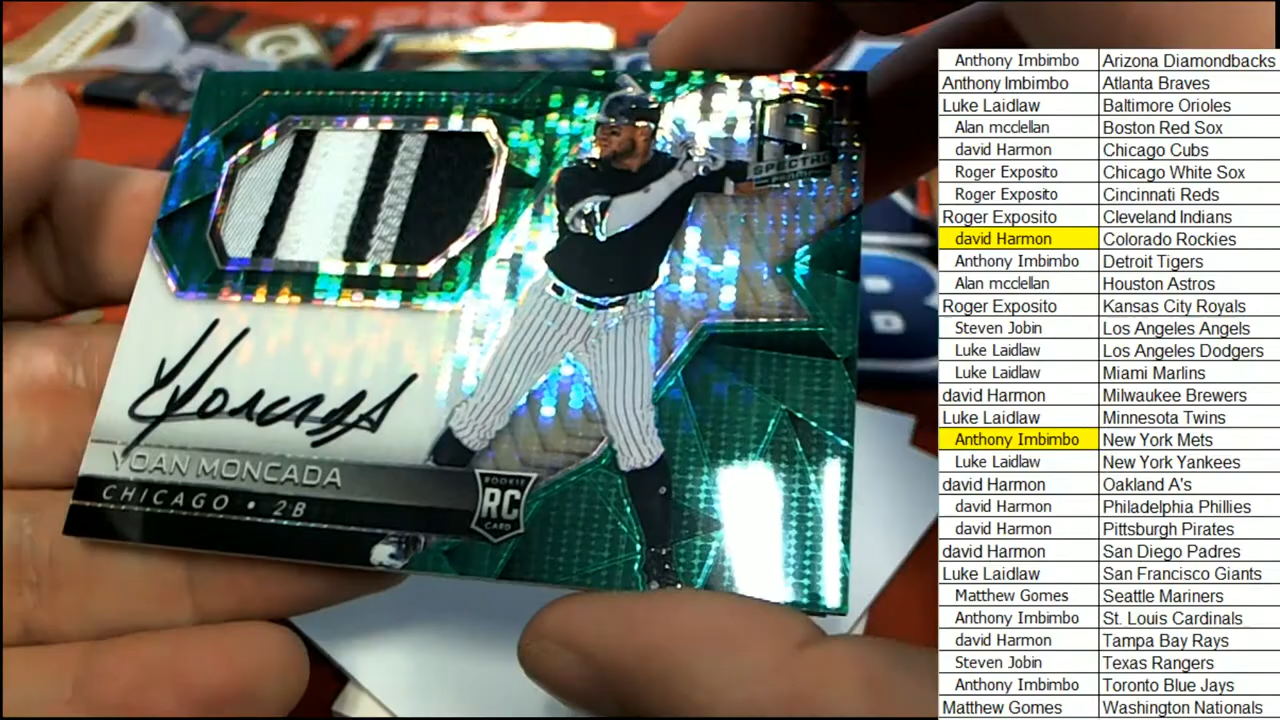 SPECTRA
Yoancada
YOAN MONCADA
CHICAGO • 2B
ROOKIE
RC
CARD
B
Anthony Imbimbo Arizona Diamondbacks
Anthony Imbimbo Atlanta Braves
Luke Laidlaw Baltimore Orioles
Alan mcclellan Boston Red Sox
david Harmon Chicago Cubs
Roger Exposito Chicago White Sox
Roger Exposito Cincinnati Reds
Roger Exposito Cleveland Indians
david Harmon Colorado Rockies
Anthony Imbimbo Detroit Tigers
Alan mcclellan Houston Astros
Roger Exposito Kansas City Royals
Steven Jobin Los Angeles Angels
Luke Laidlaw Los Angeles Dodgers
Luke Laidlaw Miami Marlins
david Harmon Milwaukee Brewers
Luke Laidlaw Minnesota Twins
Anthony Imbimbo New York Mets
Luke Laidlaw New York Yankees
david Harmon Oakland A's
david Harmon Philadelphia Phillies
david Harmon Pittsburgh Pirates
david Harmon San Diego Padres
Luke Laidlaw San Francisco Giants
Matthew Gomes Seattle Mariners
Anthony Imbimbo St. Louis Cardinals
david Harmon Tampa Bay Rays
Steven Jobin Texas Rangers
Anthony Imbimbo Toronto Blue Jays
Matthew Gomes Washington Nationals